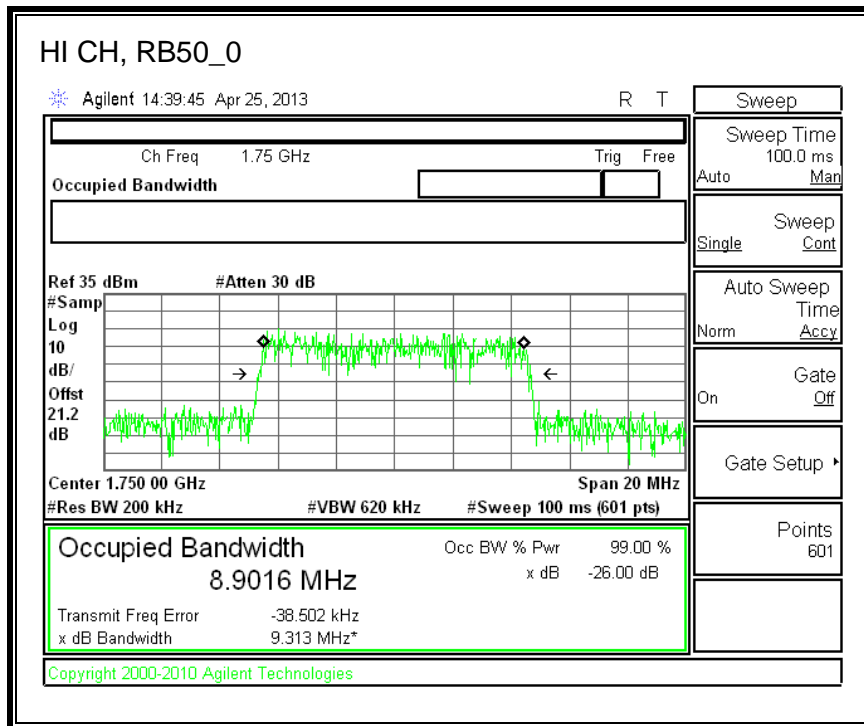 HI CH, RB50_0
Agilent 14:39:45 Apr 25, 2013 R T
Ch Freq 1.75 GHz Trig Free
Occupied Bandwidth
Ref 35 dBm #Atten 30 dB
#Samp
Log
10
dB/
Offst
21.2
dB
Center 1.750 00 GHz Span 20 MHz
#Res BW 200 kHz #VBW 620 kHz #Sweep 100 ms (601 pts)
Occupied Bandwidth
8.9016 MHz
Occ BW % Pwr 99.00 %
x dB -26.00 dB
Transmit Freq Error -38.502 kHz
x dB Bandwidth 9.313 MHz*
Copyright 2000-2010 Agilent Technologies
Sweep
Sweep Time
100.0 ms
Auto Man
Sweep
Single Cont
Auto Sweep
Time
Norm Accy
Gate
On Off
Gate Setup
Points
601